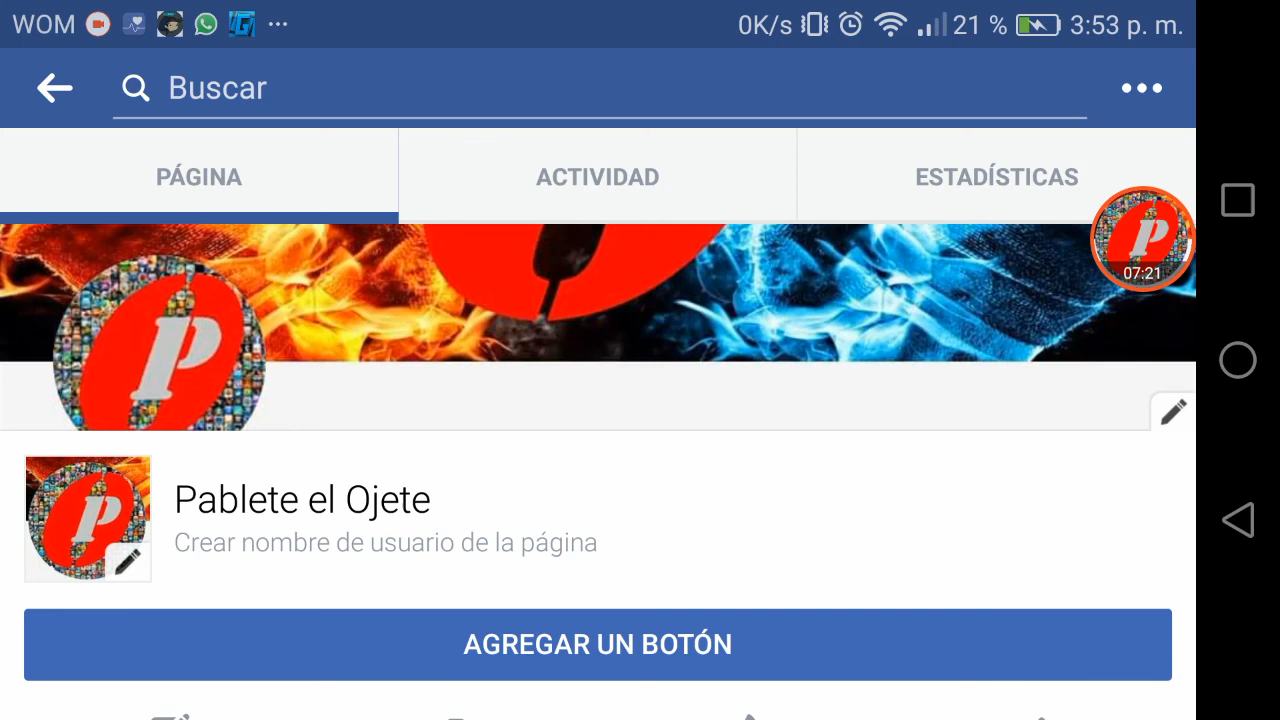 WOM 0K/s 21 % 3:53 p. m.
Buscar
PÁGINA ACTIVIDAD ESTADÍSTICAS
07:21
P
P
P
Pablete el Ojete
Crear nombre de usuario de la página
AGREGAR UN BOTÓN